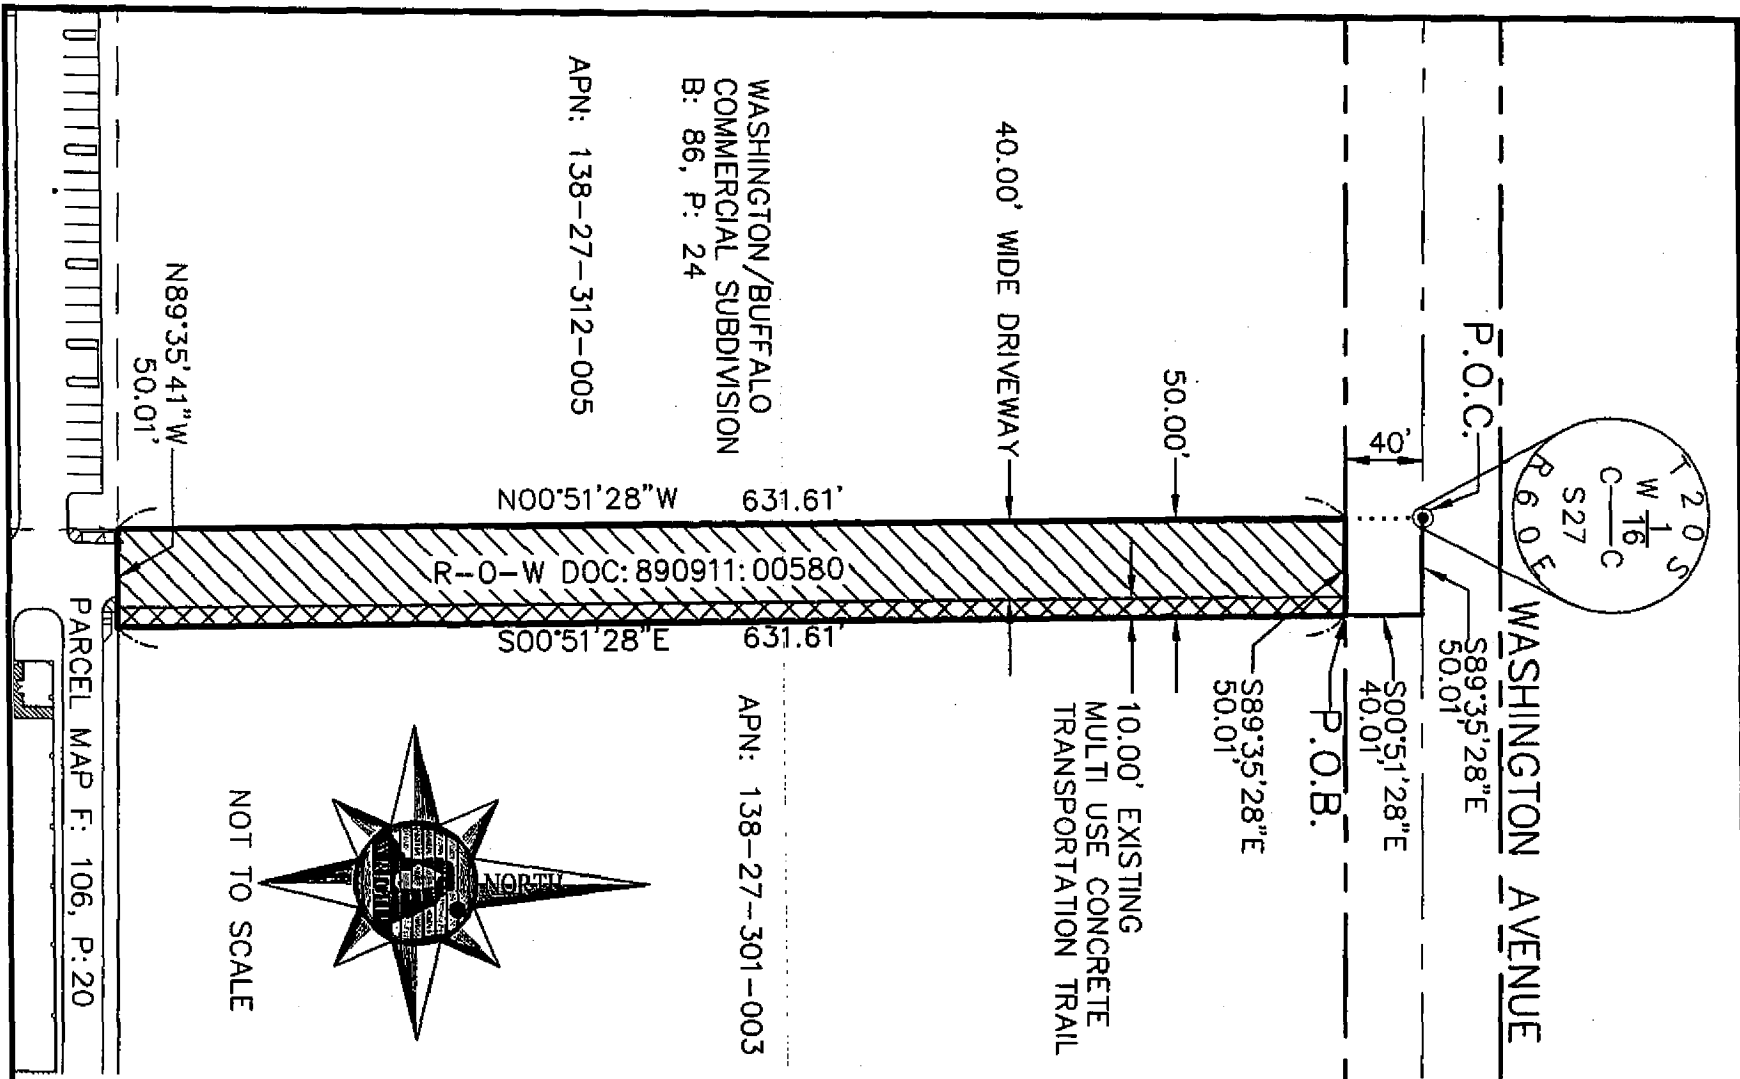 T 20 S
W 1/16
C——C
S27
R 60 E
P.O.C.
WASHINGTON AVENUE
S89°35'28"E
50.01'
40'
S00°51'28"E
40.01'
P.O.B.
S89°35'28"E
50.01'
50.00'
10.00' EXISTING
MULTI USE CONCRETE
TRANSPORTATION TRAIL
40.00' WIDE DRIVEWAY
WASHINGTON/BUFFALO
COMMERCIAL SUBDIVISION
B: 86, P: 24
APN: 138-27-312-005
APN: 138-27-301-003
N00°51'28"W 631.61'
R-O-W DOC: 890911: 00580
S00°51'28"E 631.61'
NORTH
NOT TO SCALE
N89°35'41"W
50.01'
PARCEL MAP F: 106, P: 20